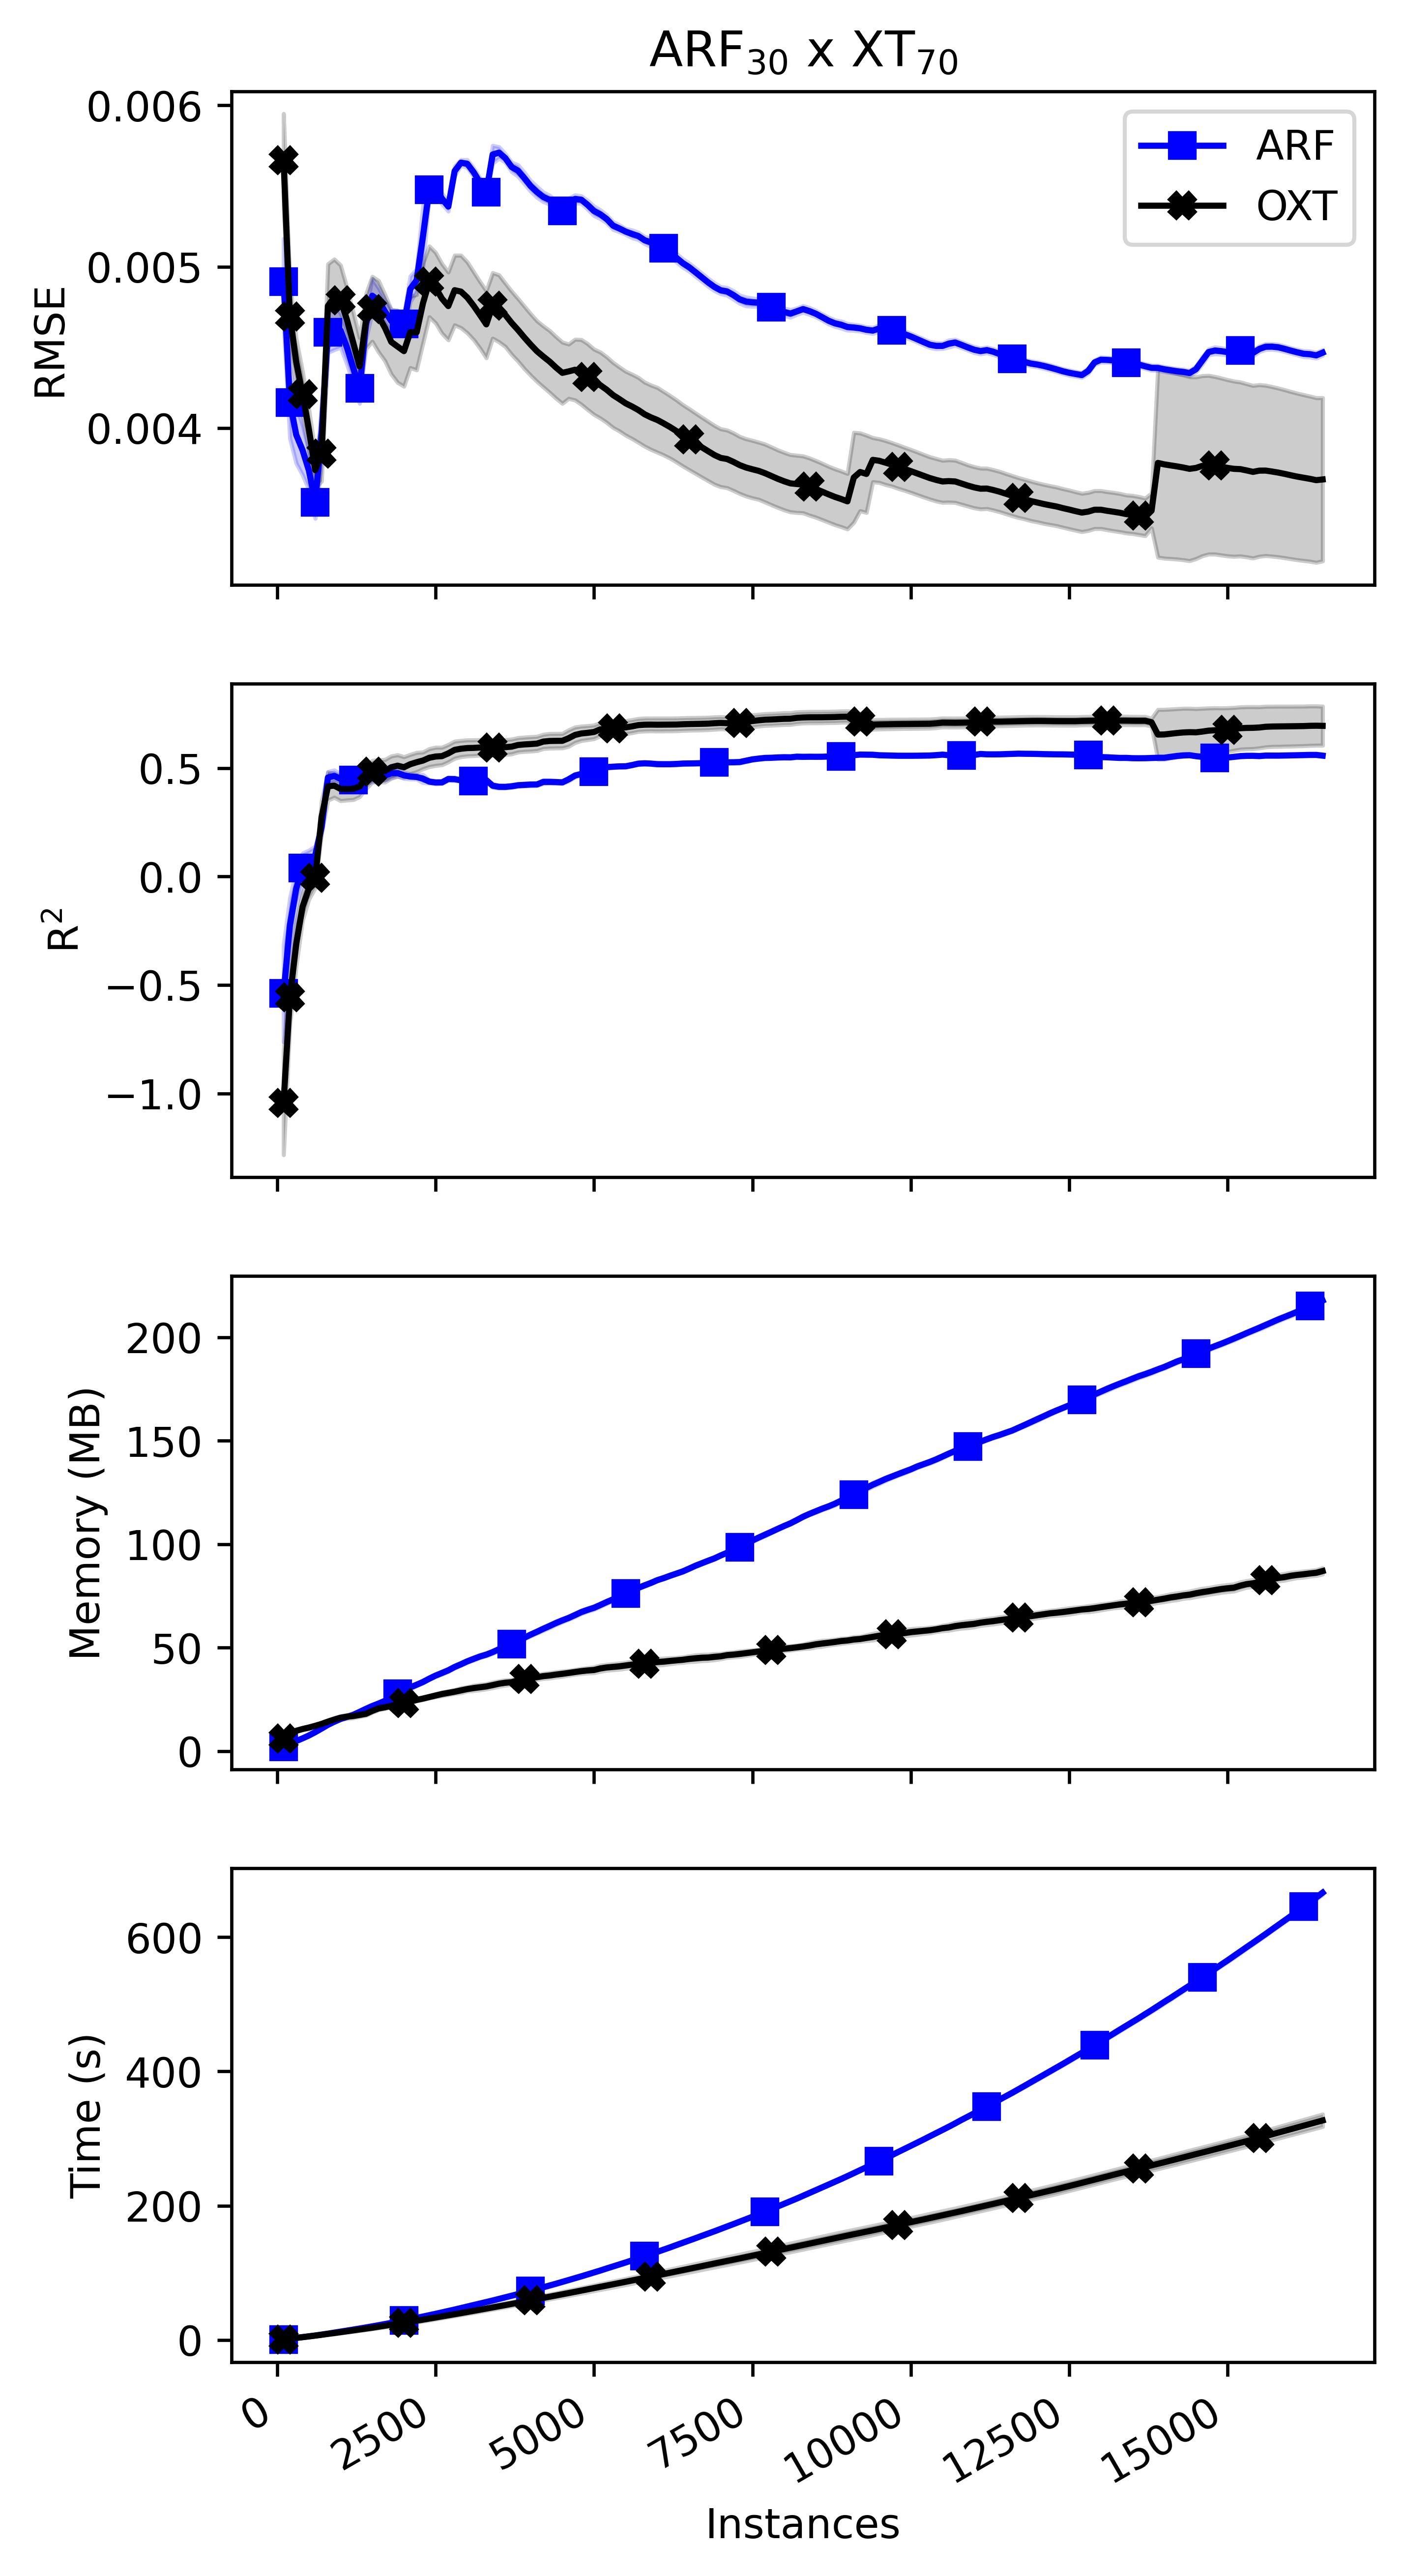 ARF₃₀ x XT₇₀
0.006
0.005
0.004
RMSE
ARF
OXT
0.5
0.0
−0.5
−1.0
R²
200
150
100
50
0
Memory (MB)
600
400
200
0
Time (s)
0
2500
5000
7500
10000
12500
15000
Instances